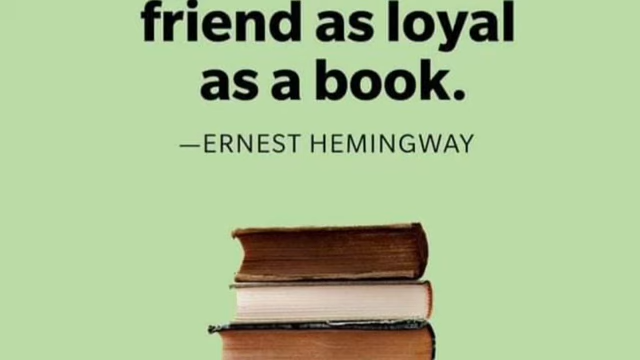 friend as loyal
as a book.
—ERNEST HEMINGWAY